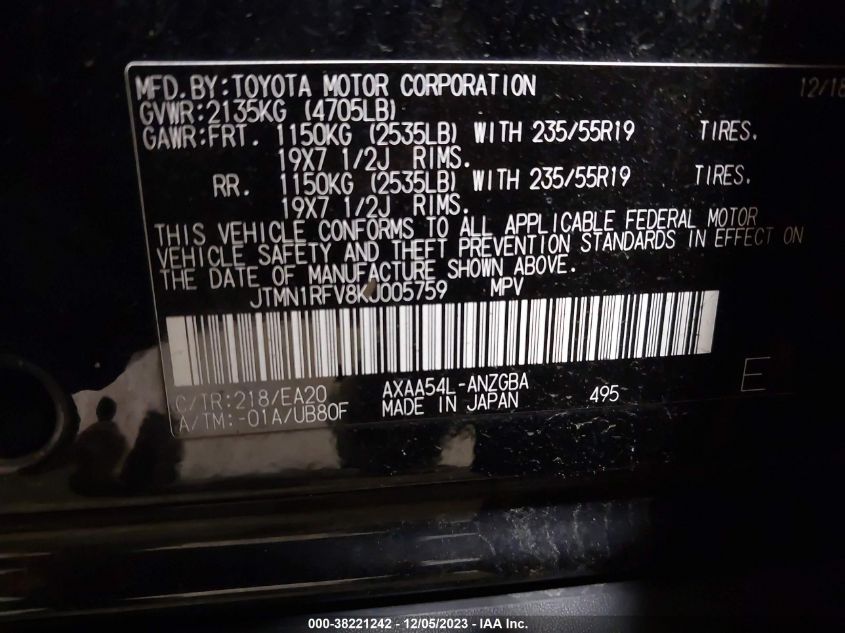 MFD.BY:TOYOTA MOTOR CORPORATION 12/18
GVWR:2135KG (4705LB)
GAWR:FRT. 1150KG (2535LB) WITH 235/55R19 TIRES.
19X7 1/2J RIMS.
RR. 1150KG (2535LB) WITH 235/55R19 TIRES.
19X7 1/2J RIMS.
THIS VEHICLE CONFORMS TO ALL APPLICABLE FEDERAL MOTOR
VEHICLE SAFETY AND THEFT PREVENTION STANDARDS IN EFFECT ON
THE DATE OF MANUFACTURE SHOWN ABOVE.
JTMN1RFV8KJ005759 MPV
C/TR:218/EA20 AXAA54L-ANZGBA E
A/TM:-01A/UB80F MADE IN JAPAN 495
000-38221242 - 12/05/2023 - IAA Inc.